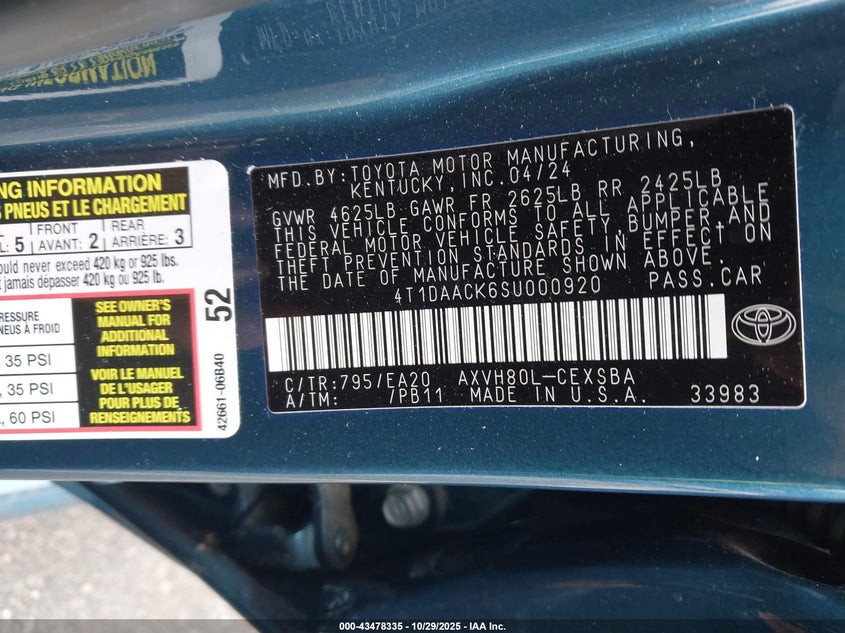 INFORMATION
NG INFORMATION
S PNEUS ET LE CHARGEMENT
L: 5
FRONT
AVANT: 2
REAR
ARRIÈRE: 3
ould never exceed 420 kg or 925 lbs.
t jamais dépasser 420 kg ou 925 lb.
PRESSURE
NEUS À FROID
35 PSI
35 PSI
60 PSI
SEE OWNER'S
MANUAL FOR
ADDITIONAL
INFORMATION
VOIR LE MANUEL
DE L'USAGER
POUR PLUS DE
RENSEIGNEMENTS
52
42661-06B40
MFD.BY:TOYOTA MOTOR MANUFACTURING,
KENTUCKY,INC.04/24
GVWR 4625LB GAWR FR 2625LB RR 2425LB
THIS VEHICLE CONFORMS TO ALL APPLICABLE
FEDERAL MOTOR VEHICLE SAFETY,BUMPER,AND
THEFT PREVENTION STANDARDS IN EFFECT ON
THE DATE OF MANUFACTURE SHOWN ABOVE.
4T1DAACK6SU000920 PASS.CAR
C/TR:795/EA20 AXVH80L-CEXSBA
A/TM: /PB11 MADE IN U.S.A. 33983
000-43478335 - 10/29/2025 - IAA Inc.